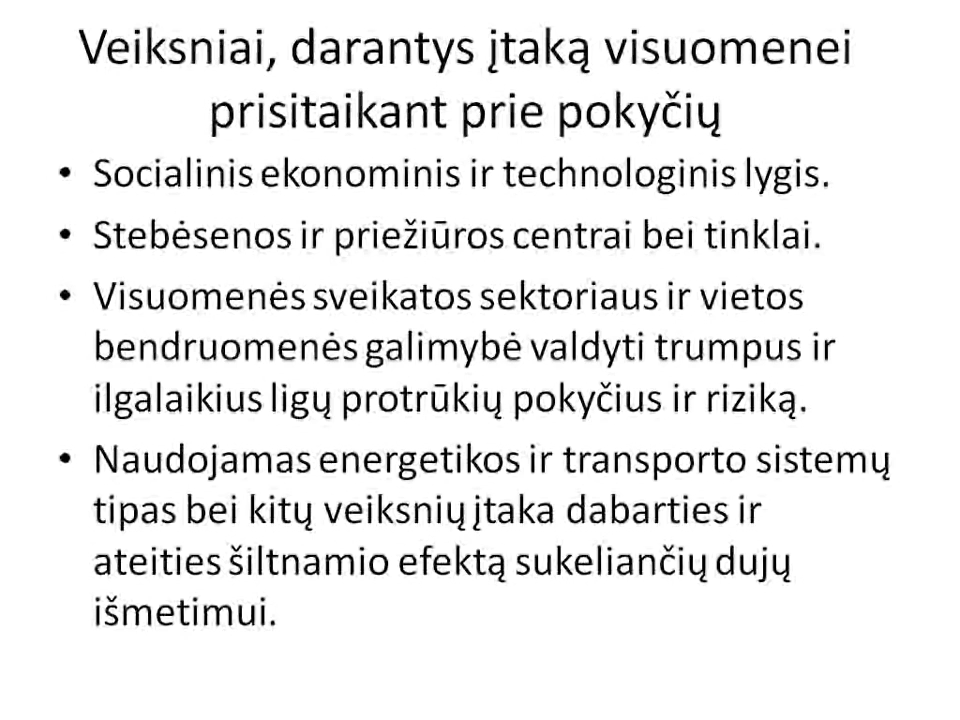 Veiksniai, darantys įtaką visuomenei
prisitaikant prie pokyčių
• Socialinis ekonominis ir technologinis lygis.
• Stebėsenos ir priežiūros centrai bei tinklai.
• Visuomenės sveikatos sektoriaus ir vietos
bendruomenės galimybė valdyti trumpus ir
ilgalaikius ligų protrūkių pokyčius ir riziką.
• Naudojamas energetikos ir transporto sistemų
tipas bei kitų veiksnių įtaka dabarties ir
ateities šiltnamio efektą sukeliančių dujų
išmetimui.